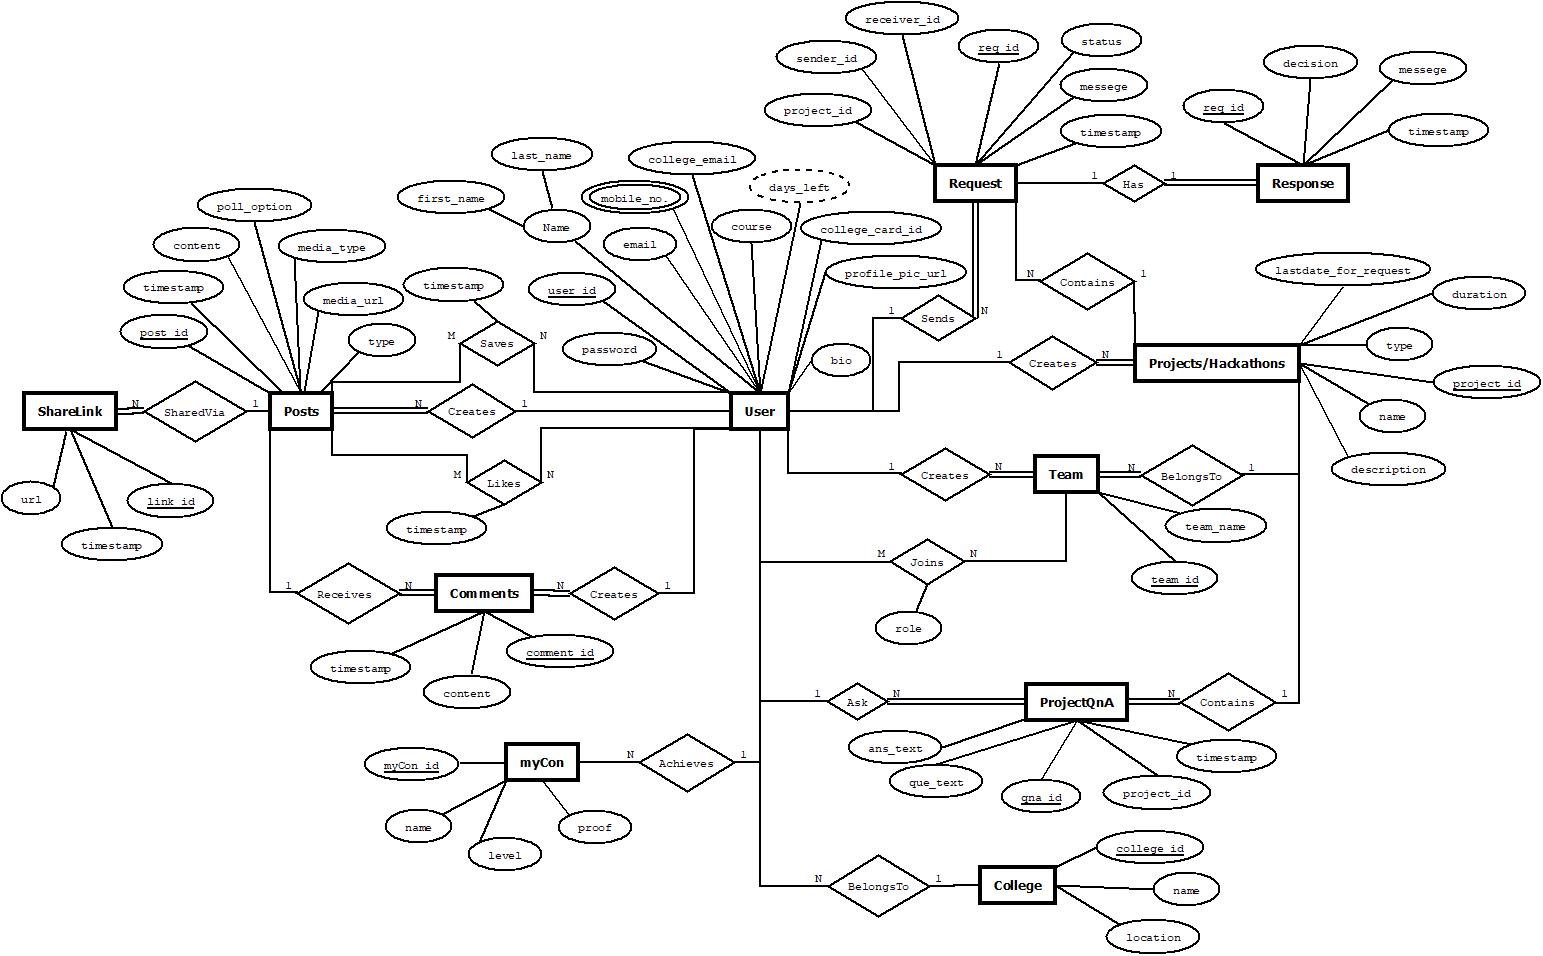 receiver_id
req_id
status
sender_id
decision
messege
messege
project_id
req_id
timestamp
timestamp
last_name
college_email
Request
1
Has
1
Response
first_name
mobile_no.
days_left
poll_option
Name
course
college_card_id
content
media_type
email
timestamp
timestamp
user_id
profile_pic_url
N
Contains
1
lastdate_for_request
duration
media_url
post_id
type
M
Saves
N
password
1
Sends
N
bio
1
Creates
N
Projects/Hackathons
type
project_id
name
description
ShareLink
N
SharedVia
1
Posts
N
Creates
1
User
url
link_id
timestamp
M
Likes
N
timestamp
1
Creates
N
Team
N
BelongsTo
1
team_name
team_id
M
Joins
N
role
1
Receives
N
Comments
N
Creates
1
timestamp
content
comment_id
1
Ask
N
ProjectQnA
N
Contains
1
ans_text
que_text
qna_id
project_id
timestamp
myCon_id
myCon
N
Achieves
1
name
level
proof
N
BelongsTo
1
College
college_id
name
location